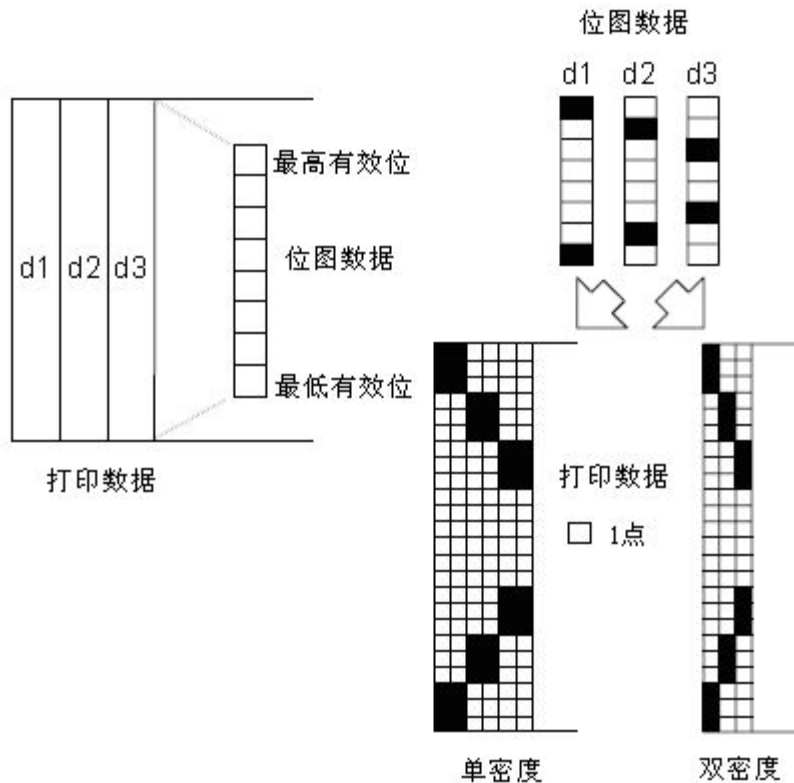 位图数据
d1 d2 d3
最高有效位
d1 d2 d3
位图数据
最低有效位
打印数据
打印数据
1点
单密度
双密度